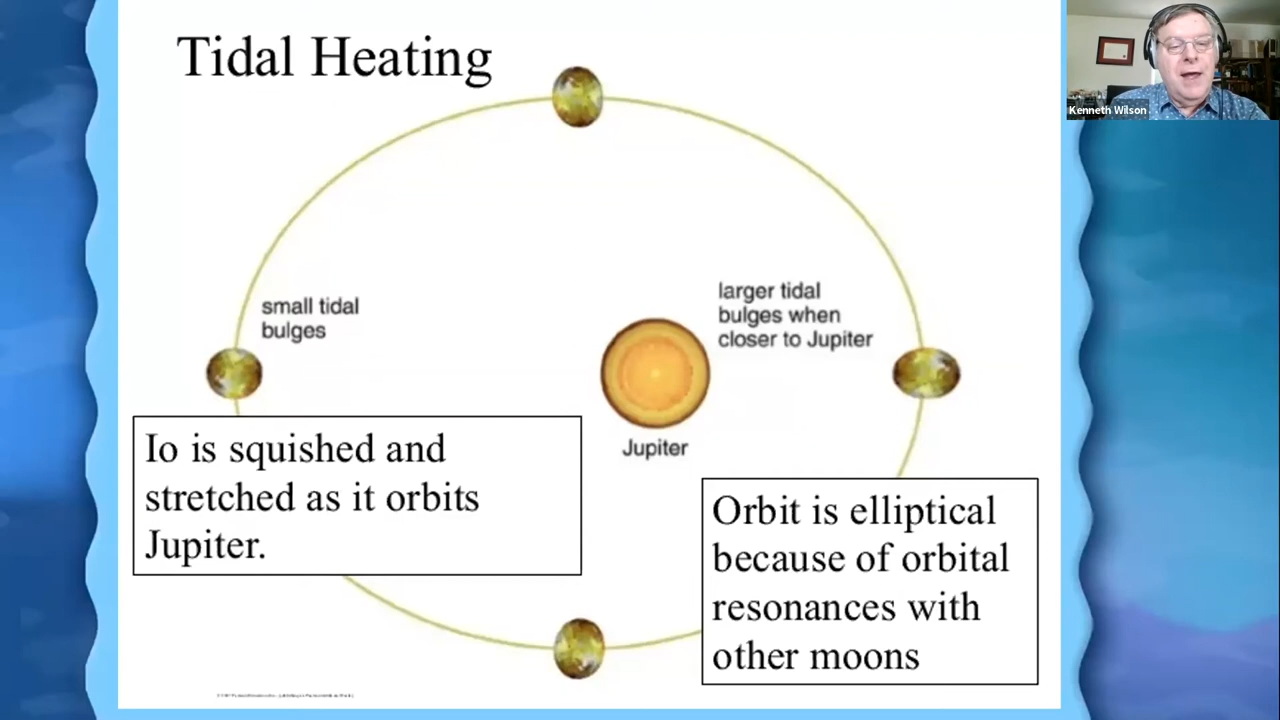 Tidal Heating
Kenneth Wilson
small tidal
bulges
larger tidal
bulges when
closer to Jupiter
Jupiter
Io is squished and
stretched as it orbits
Jupiter.
Orbit is elliptical
because of orbital
resonances with
other moons